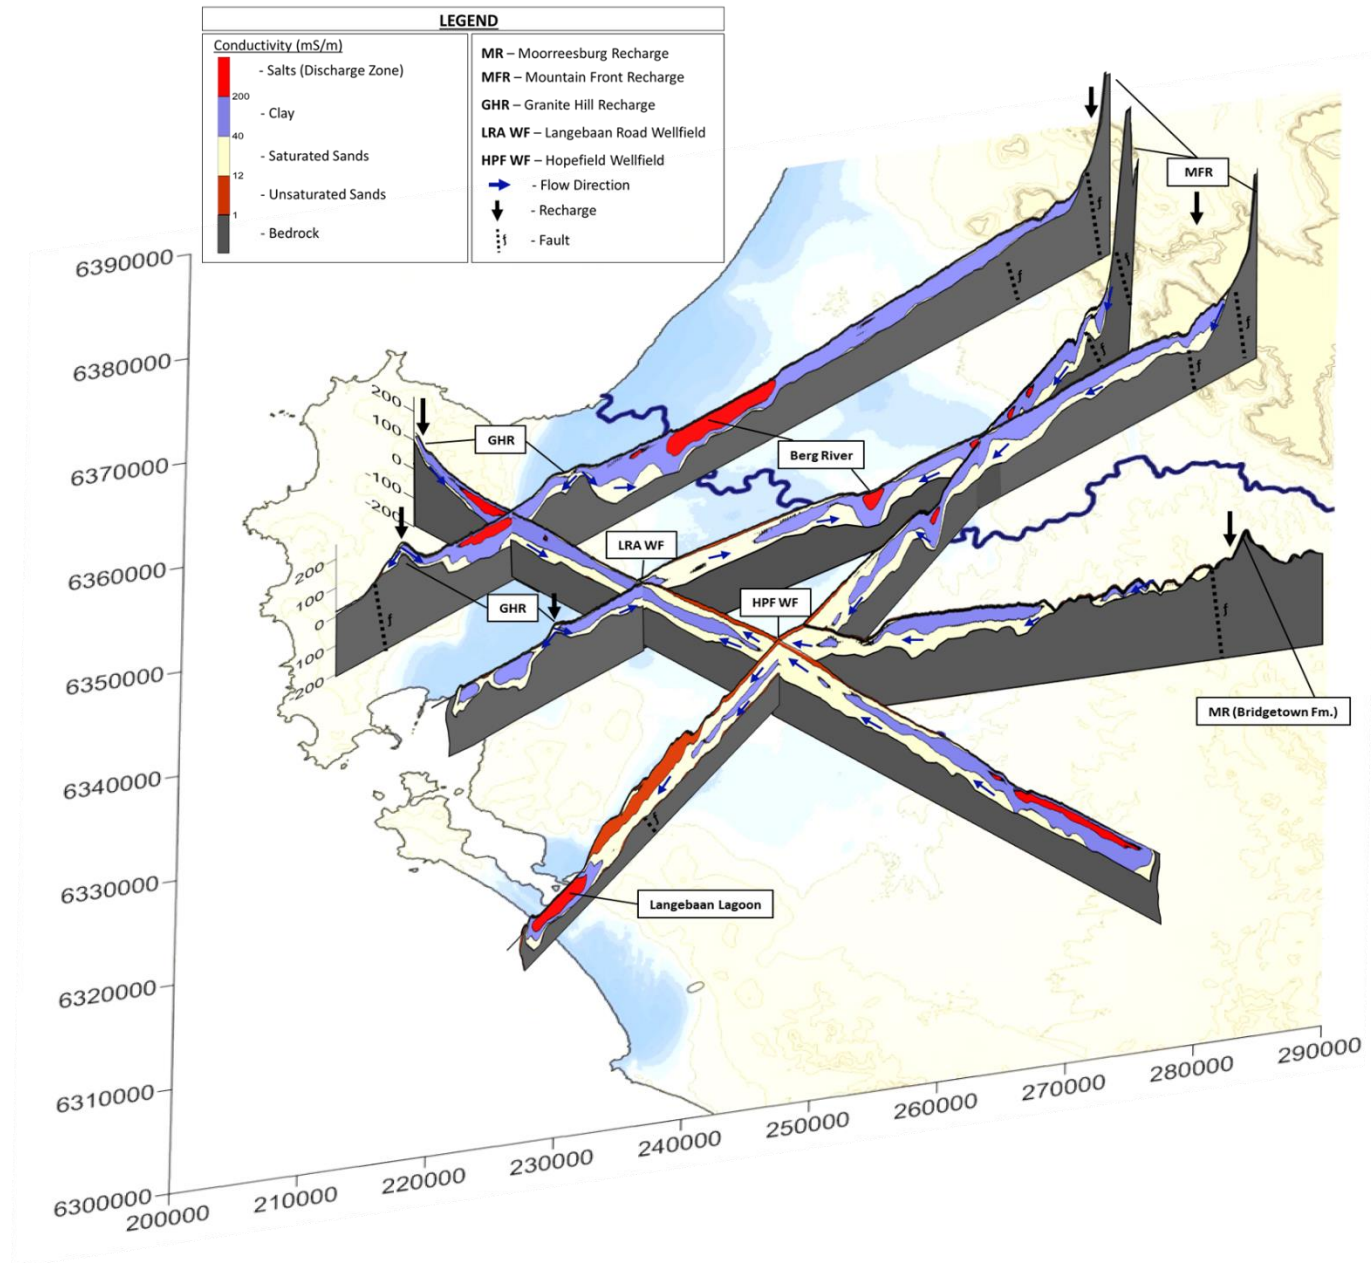 LEGEND
Conductivity (mS/m)
- Salts (Discharge Zone)
200
- Clay
40
- Saturated Sands
12
- Unsaturated Sands
1
- Bedrock
MR – Moorreesburg Recharge
MFR – Mountain Front Recharge
GHR – Granite Hill Recharge
LRA WF – Langebaan Road Wellfield
HPF WF – Hopefield Wellfield
- Flow Direction
- Recharge
f - Fault
MFR
f
f
f
f
f
f
6390000
6380000
6370000
6360000
6350000
6340000
6330000
6320000
6310000
6300000
200
100
0
-100
-200
GHR
Berg River
LRA WF
HPF WF
200
100
0
100
200
GHR
f
f
MR (Bridgetown Fm.)
f
Langebaan Lagoon
200000
210000
220000
230000
240000
250000
260000
270000
280000
290000